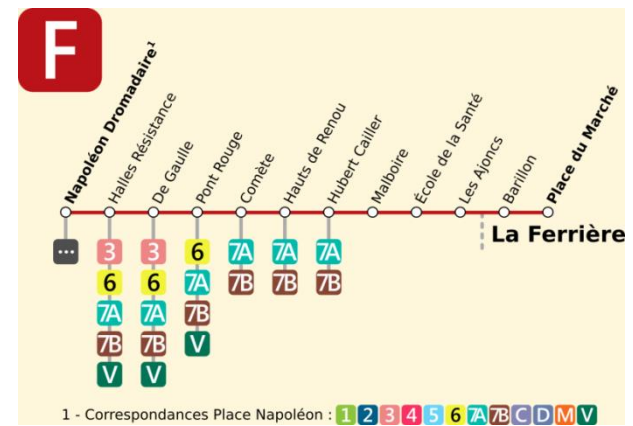 F
Napoléon Dromadaire¹
Halles Résistance
De Gaulle
Pont Rouge
Comète
Hauts de Renou
Hubert Cailler
Malboire
École de la Santé
Les Ajoncs
Barillon
Place du Marché
La Ferrière
... 3 3 6 7A 7A 7A
6 6 7A 7B 7B 7B
7A 7A 7B
7B 7B V
V V
1 - Correspondances Place Napoléon : 1 2 3 4 5 6 7A 7B C D M V